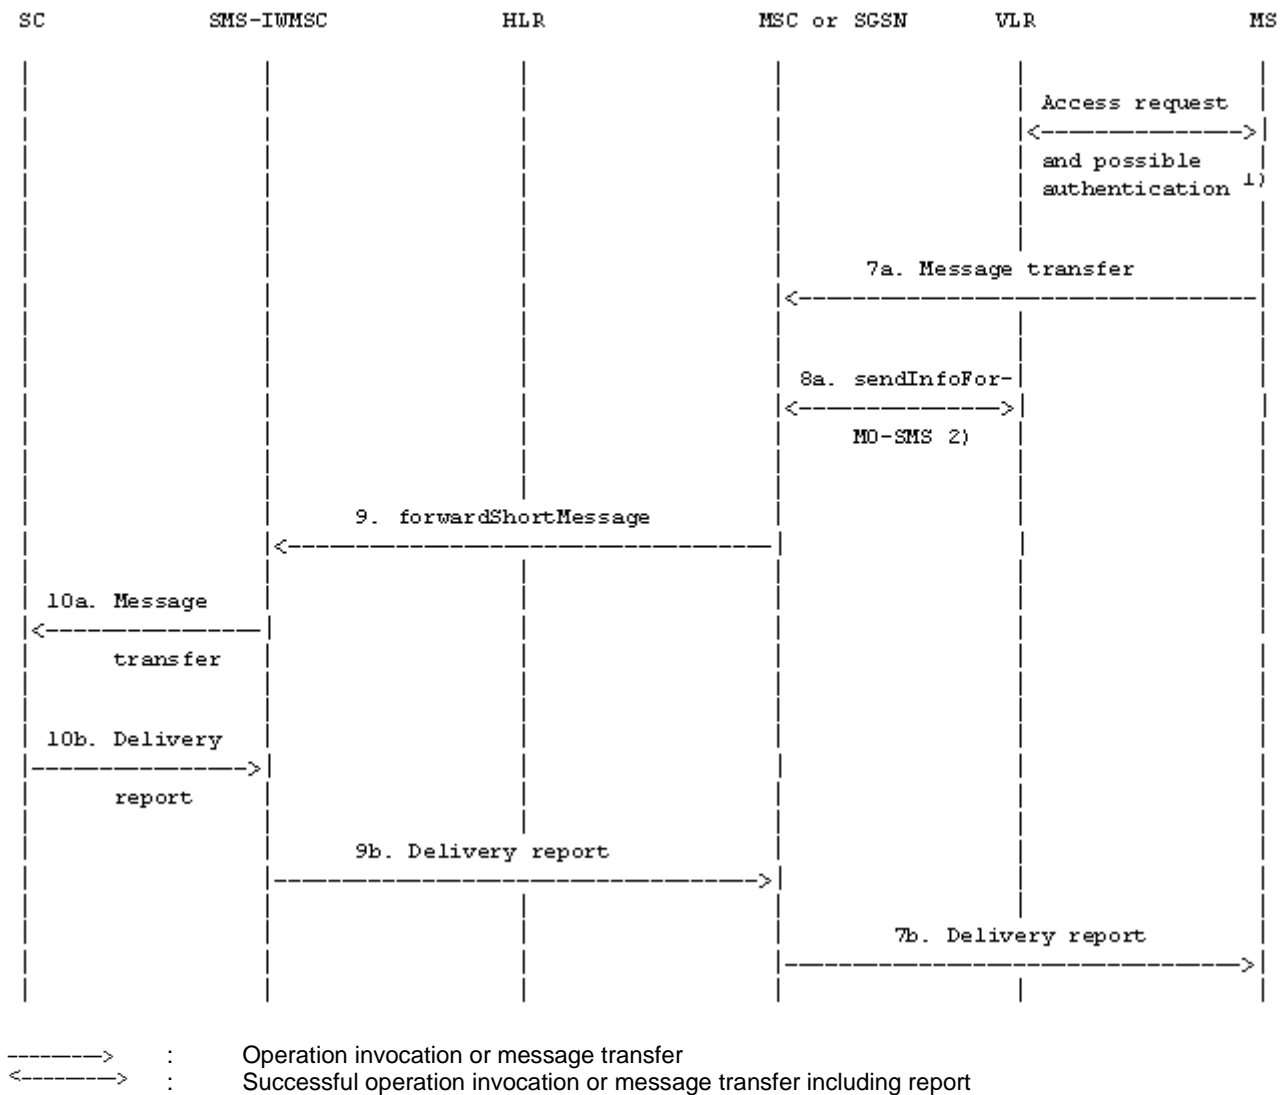 SC SMS-IWMSC HLR MSC or SGSN VLR MS
Access request
and possible
authentication 1)
7a. Message transfer
8a. sendInfoFor-
MO-SMS 2)
9. forwardShortMessage
10a. Message
transfer
10b. Delivery
report
9b. Delivery report
7b. Delivery report
: Operation invocation or message transfer
: Successful operation invocation or message transfer including report